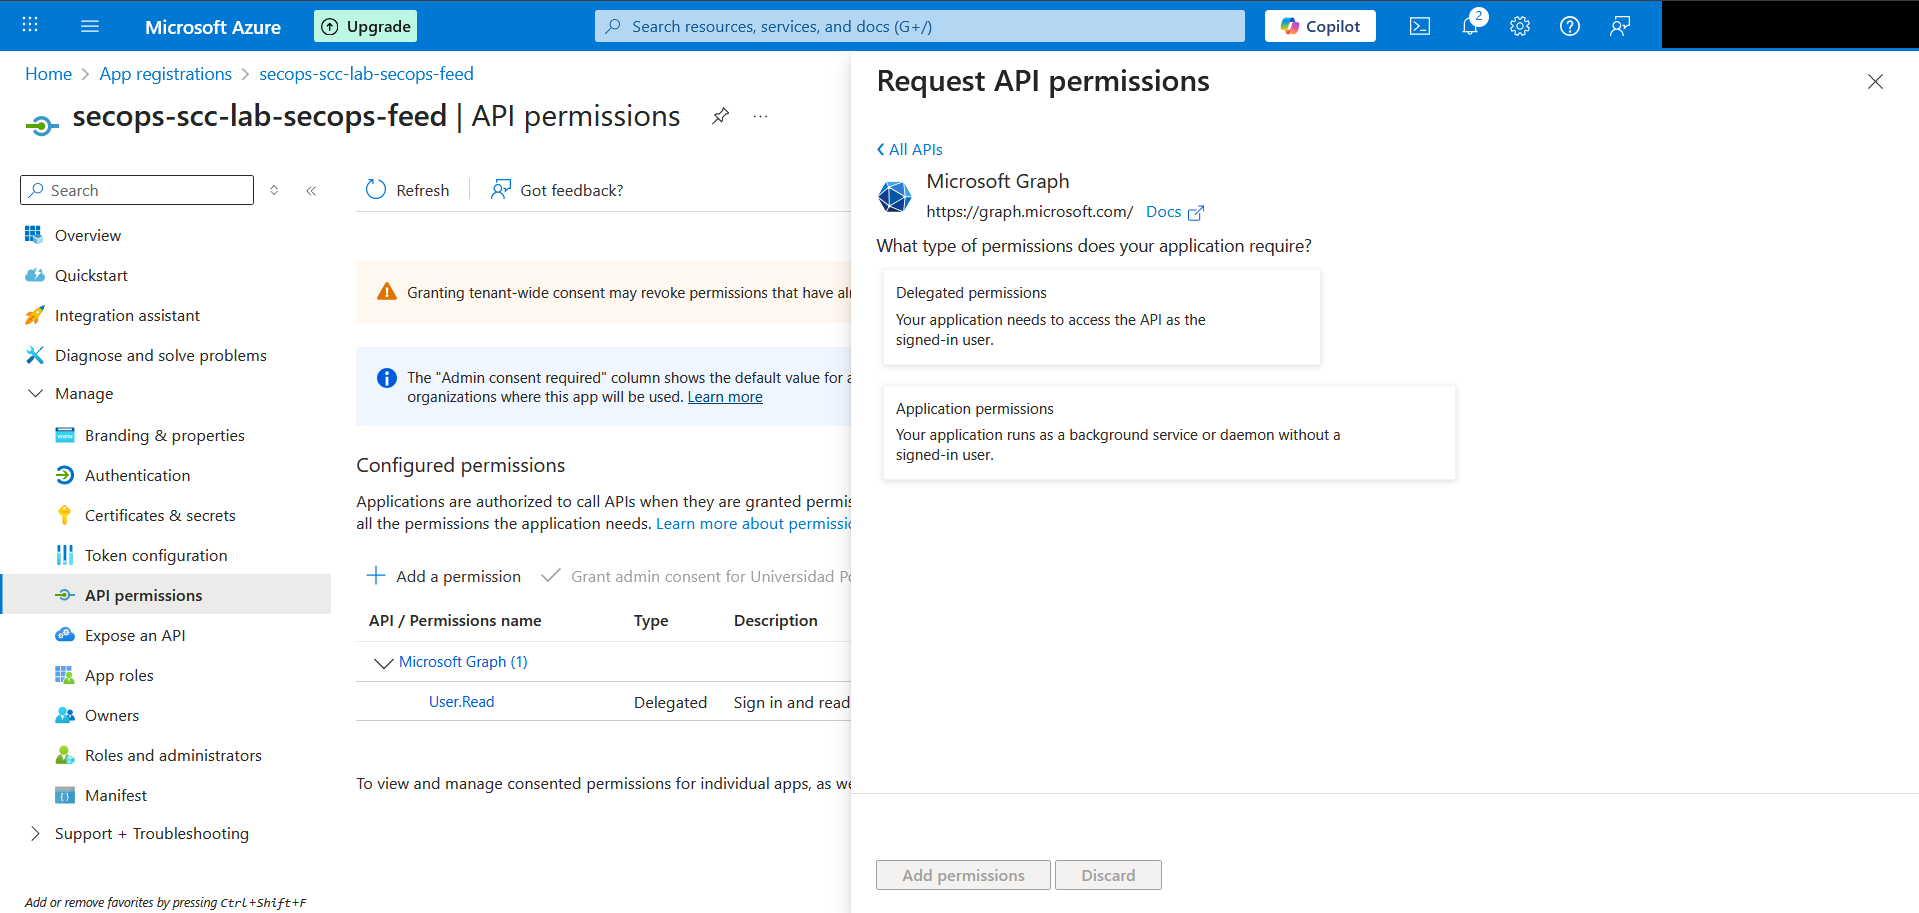 Microsoft Azure
Upgrade
Search resources, services, and docs (G+/)
Copilot
2
Home > App registrations > secops-scc-lab-secops-feed
secops-scc-lab-secops-feed | API permissions
Search
Overview
Quickstart
Integration assistant
Diagnose and solve problems
Manage
Branding & properties
Authentication
Certificates & secrets
Token configuration
API permissions
Expose an API
App roles
Owners
Roles and administrators
Manifest
Support + Troubleshooting
Add or remove favorites by pressing Ctrl+Shift+F
Refresh
Got feedback?
Granting tenant-wide consent may revoke permissions that have
The "Admin consent required" column shows the default value for a
organizations where this app will be used. Learn more
Configured permissions
Applications are authorized to call APIs when they are granted
all the permissions the application needs. Learn more about
Add a permission
Grant admin consent for Universidad
API / Permissions name Type Description
Microsoft Graph (1)
User.Read Delegated Sign in and read
To view and manage consented permissions for individual apps, as
Request API permissions
All APIs
Microsoft Graph
https://graph.microsoft.com/ Docs
What type of permissions does your application require?
Delegated permissions
Your application needs to access the API as the
signed-in user.
Application permissions
Your application runs as a background service or daemon without a
signed-in user.
Add permissions
Discard